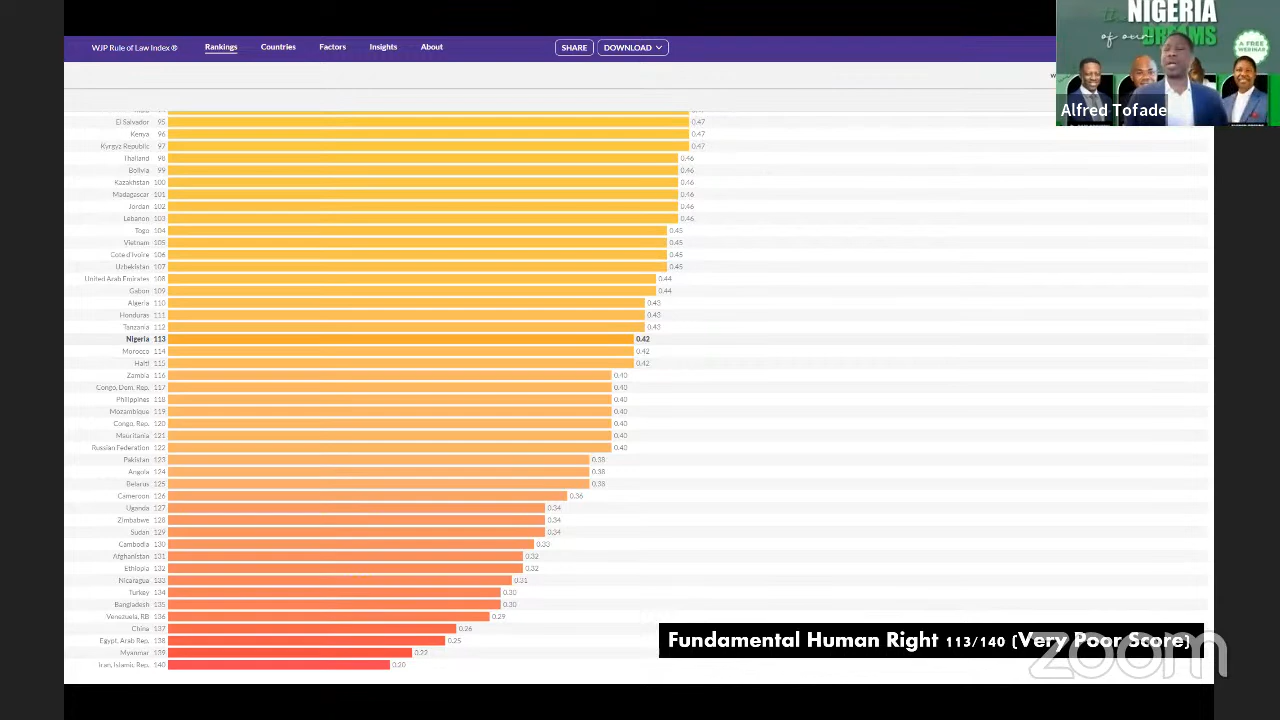 WJP Rule of Law Index ®
Rankings
Countries
Factors
Insights
About
SHARE
DOWNLOAD
NIGERIA
of our DREAMS
A FREE
WEBINAR
Alfred Tofade
El Salvador 95 0.47
Kenya 96 0.47
Kyrgyz Republic 97 0.47
Thailand 98 0.46
Bolivia 99 0.46
Kazakhstan 100 0.46
Madagascar 101 0.46
Jordan 102 0.46
Lebanon 103 0.46
Togo 104 0.45
Vietnam 105 0.45
Cote d'Ivoire 106 0.45
Uzbekistan 107 0.45
United Arab Emirates 108 0.44
Gabon 109 0.44
Algeria 110 0.43
Honduras 111 0.43
Tanzania 112 0.43
Nigeria 113 0.42
Morocco 114 0.42
Haiti 115 0.42
Zambia 116 0.40
Congo, Dem. Rep. 117 0.40
Philippines 118 0.40
Mozambique 119 0.40
Congo, Rep. 120 0.40
Mauritania 121 0.40
Russian Federation 122 0.40
Pakistan 123 0.38
Angola 124 0.38
Belarus 125 0.38
Cameroon 126 0.36
Uganda 127 0.34
Zimbabwe 128 0.34
Sudan 129 0.34
Cambodia 130 0.33
Afghanistan 131 0.32
Ethiopia 132 0.32
Nicaragua 133 0.31
Turkey 134 0.30
Bangladesh 135 0.30
Venezuela, RB 136 0.29
China 137 0.26
Egypt, Arab Rep. 138 0.25
Myanmar 139 0.22
Iran, Islamic Rep. 140 0.20
Fundamental Human Right 113/140 (Very Poor Score)
zoom